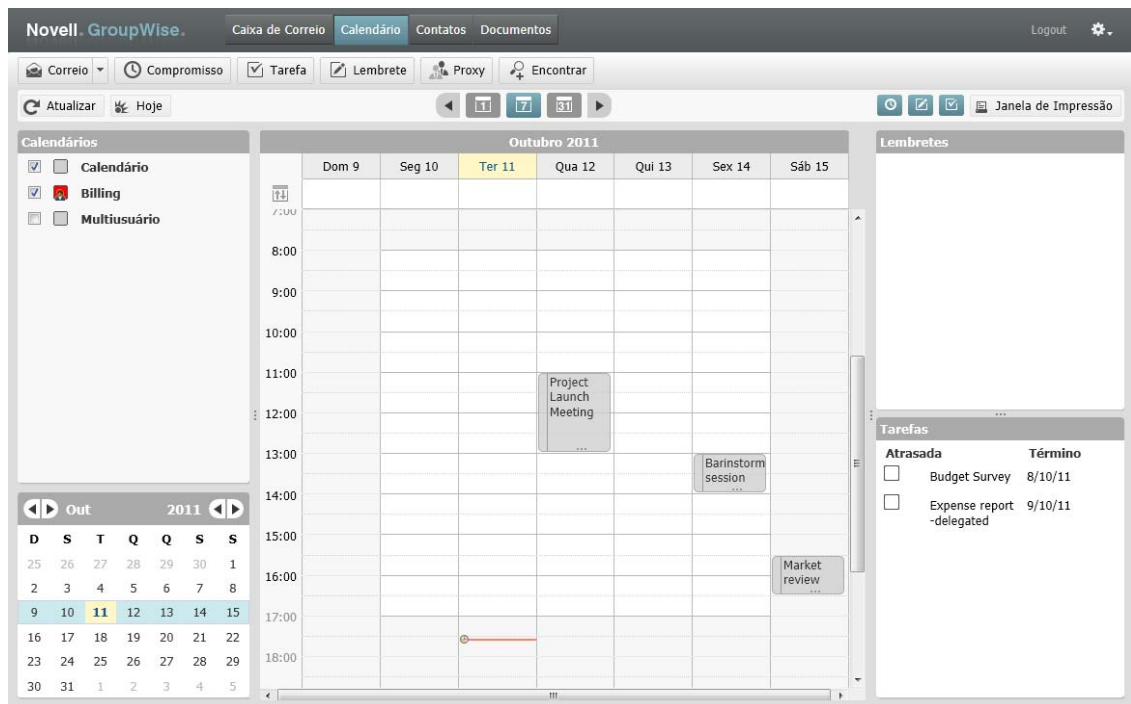 Novell. GroupWise. Caixa de Correio Calendário Contatos Documentos Logout
Correio Compromisso Tarefa Lembrete Proxy Encontrar
Atualizar Hoje 1 7 31 Janela de Impressão
Calendários
Calendário
Billing
Multiusuário
Out 2011
D S T Q Q S S
25 26 27 28 29 30 1
2 3 4 5 6 7 8
9 10 11 12 13 14 15
16 17 18 19 20 21 22
23 24 25 26 27 28 29
30 31 1 2 3 4 5
Outubro 2011
Dom 9 Seg 10 Ter 11 Qua 12 Qui 13 Sex 14 Sáb 15
7:00
8:00
9:00
10:00
11:00
Project
Launch
Meeting
12:00
13:00
Barinstorm
session
14:00
15:00
Market
review
16:00
17:00
18:00
Lembretes
Tarefas
Atrasada Término
Budget Survey 8/10/11
Expense report 9/10/11
-delegated